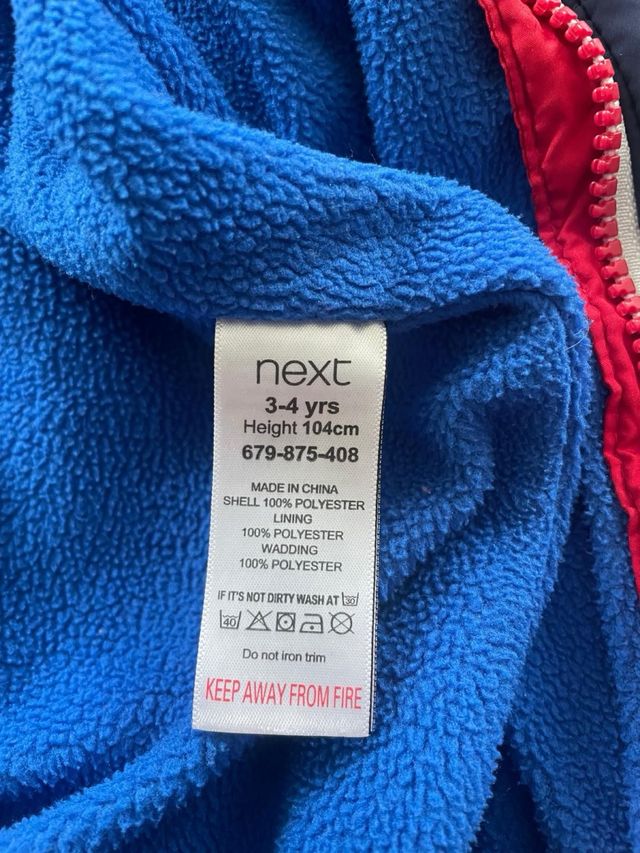 next
3-4 yrs
Height 104cm
679-875-408
MADE IN CHINA
SHELL 100% POLYESTER
LINING
100% POLYESTER
WADDING
100% POLYESTER
IF IT'S NOT DIRTY WASH AT 30
40
Do not iron trim
KEEP AWAY FROM FIRE